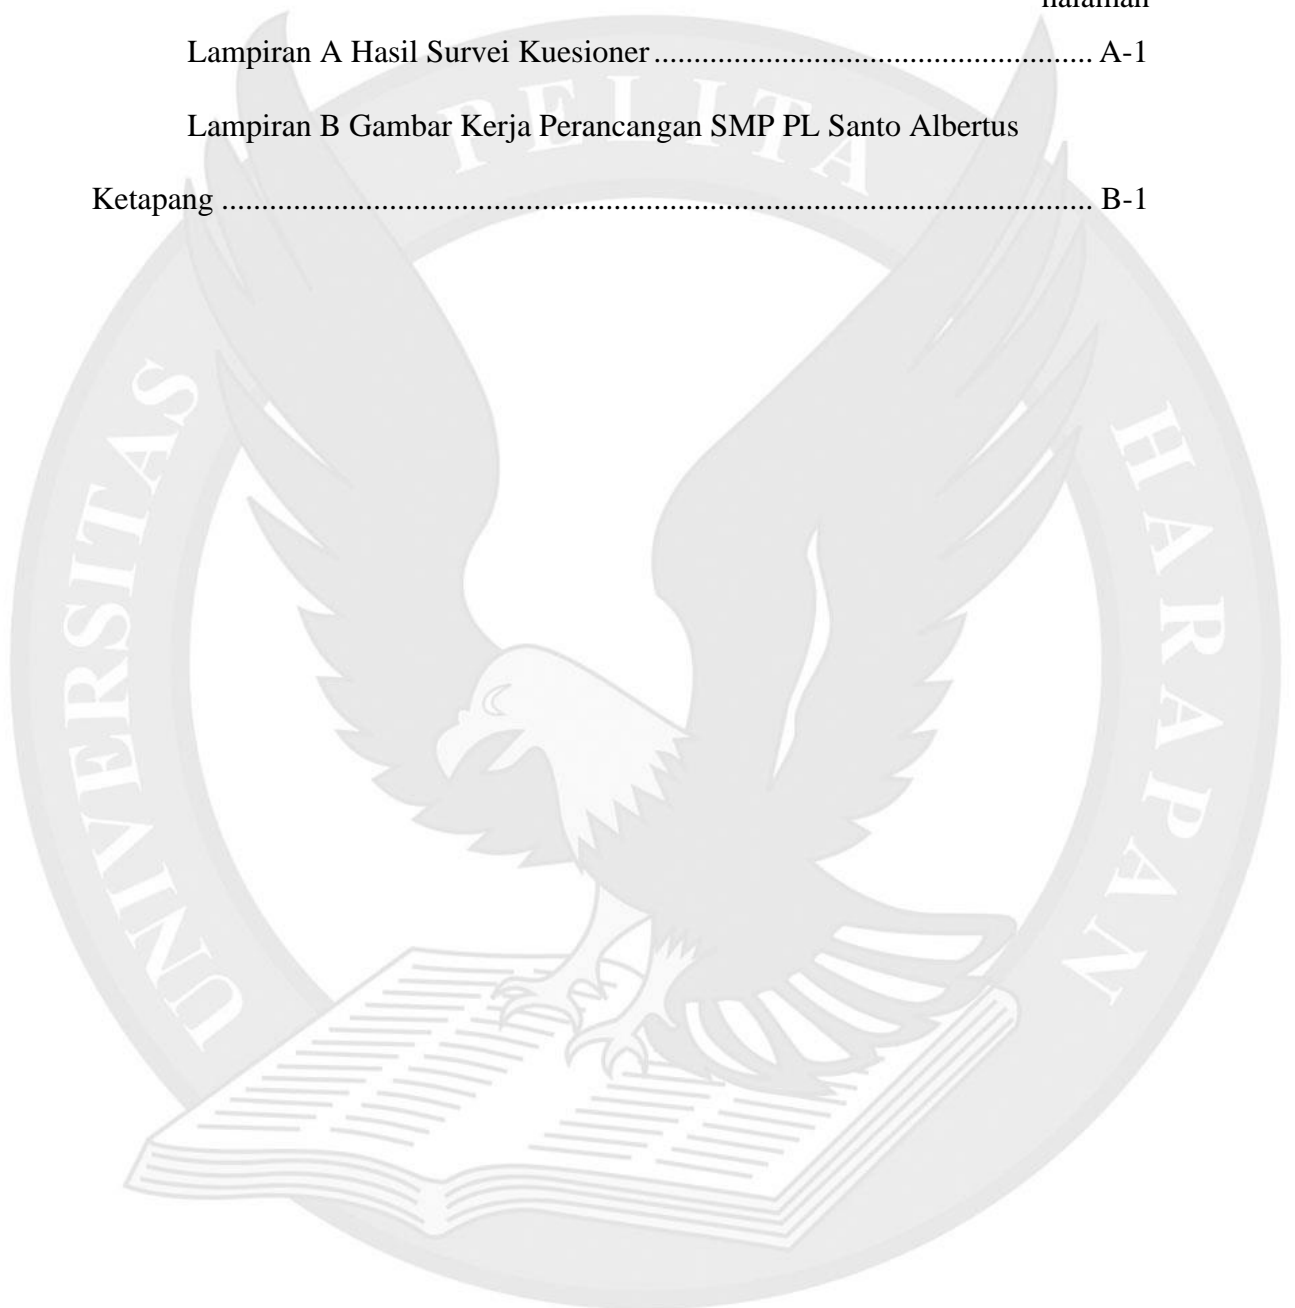 halaman
Lampiran A Hasil Survei Kuesioner ........................................................ A-1
Lampiran B Gambar Kerja Perancangan SMP PL Santo Albertus
Ketapang ................................................................................................................ B-1
UNIVERSITAS PELITA HARAPAN